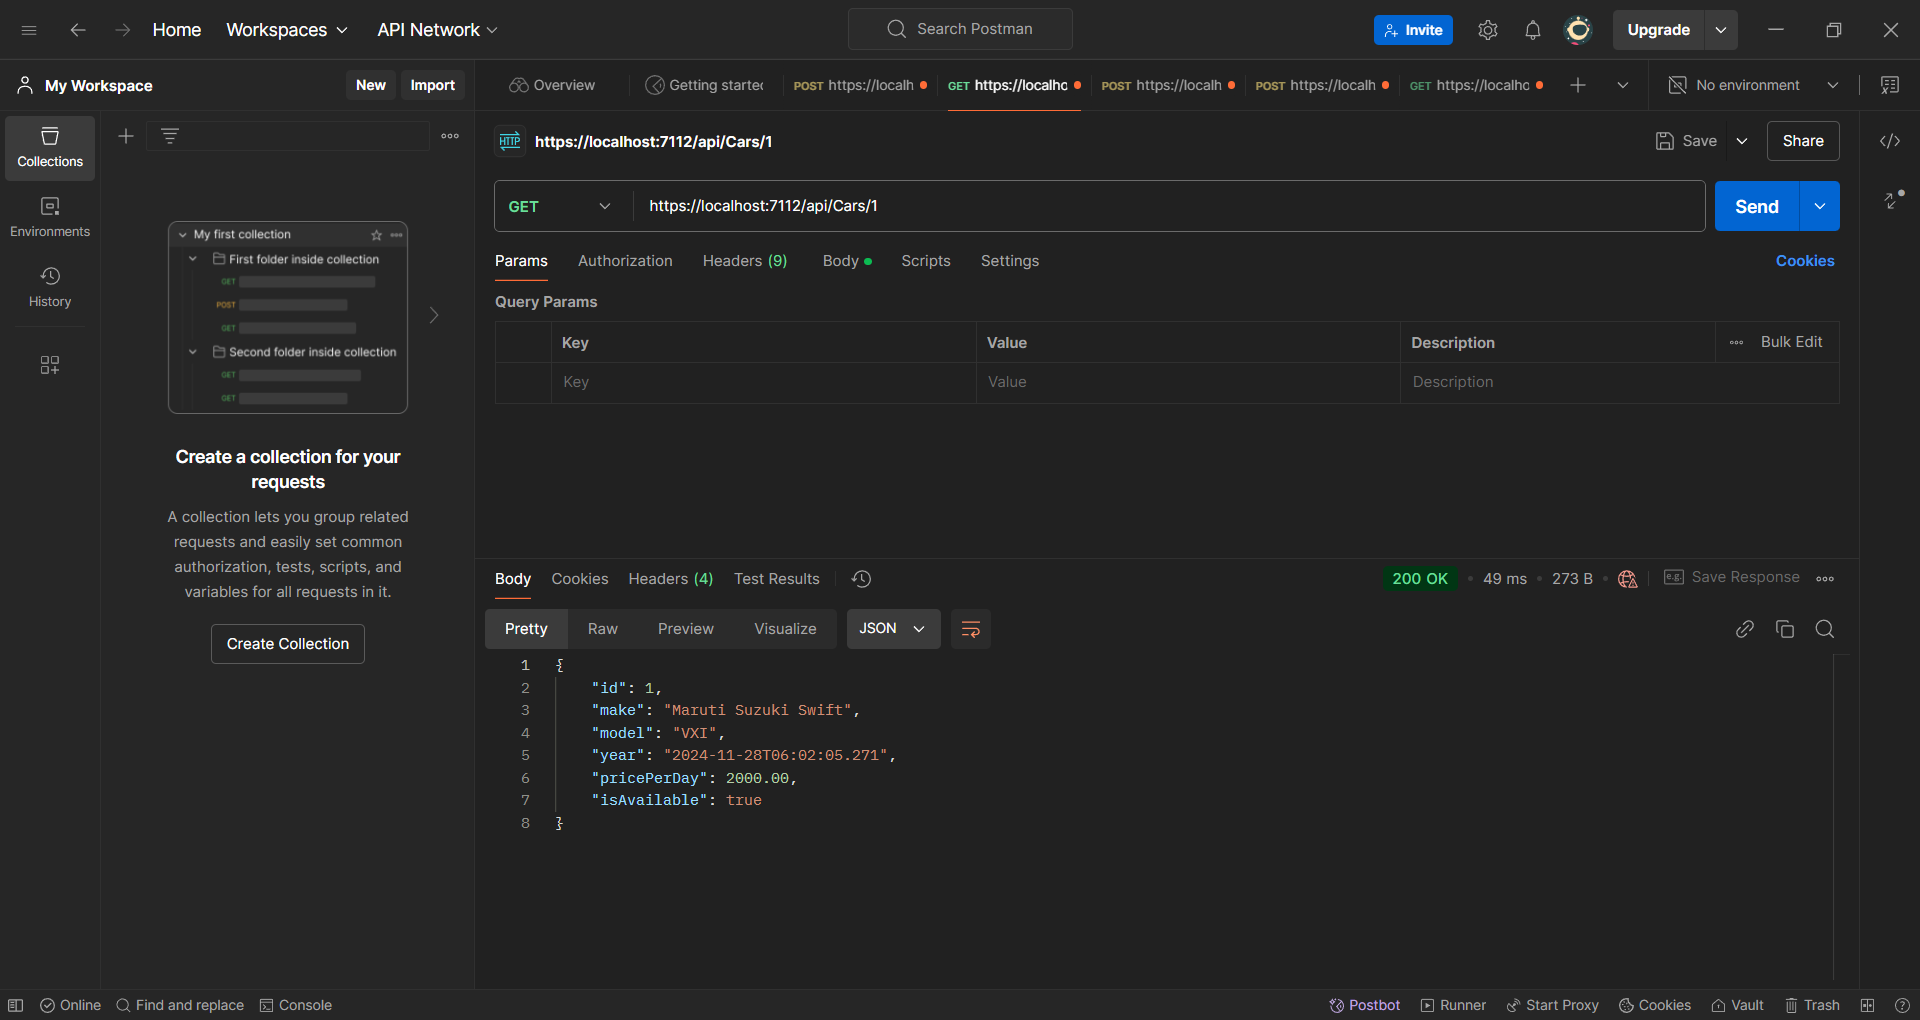 Home
Workspaces
API Network
Search Postman
Invite
Upgrade
My Workspace
New
Import
Overview
Getting started
POST https://localh
GET https://localho
POST https://localh
POST https://localh
GET https://localho
No environment
Collections
Environments
History
My first collection
First folder inside collection
GET
POST
GET
Second folder inside collection
GET
GET
Create a collection for your
requests
A collection lets you group related
requests and easily set common
authorization, tests, scripts, and
variables for all requests in it.
Create Collection
HTTP
https://localhost:7112/api/Cars/1
Save
Share
GET
https://localhost:7112/api/Cars/1
Send
Params
Authorization
Headers (9)
Body
Scripts
Settings
Cookies
Query Params
Key
Value
Description
Bulk Edit
Key
Value
Description
Body
Cookies
Headers (4)
Test Results
200 OK
49 ms
273 B
e.g.
Save Response
Pretty
Raw
Preview
Visualize
JSON
1 {
2 "id": 1,
3 "make": "Maruti Suzuki Swift",
4 "model": "VXI",
5 "year": "2024-11-28T06:02:05.271",
6 "pricePerDay": 2000.00,
7 "isAvailable": true
8 }
Online
Find and replace
Console
Postbot
Runner
Start Proxy
Cookies
Vault
Trash